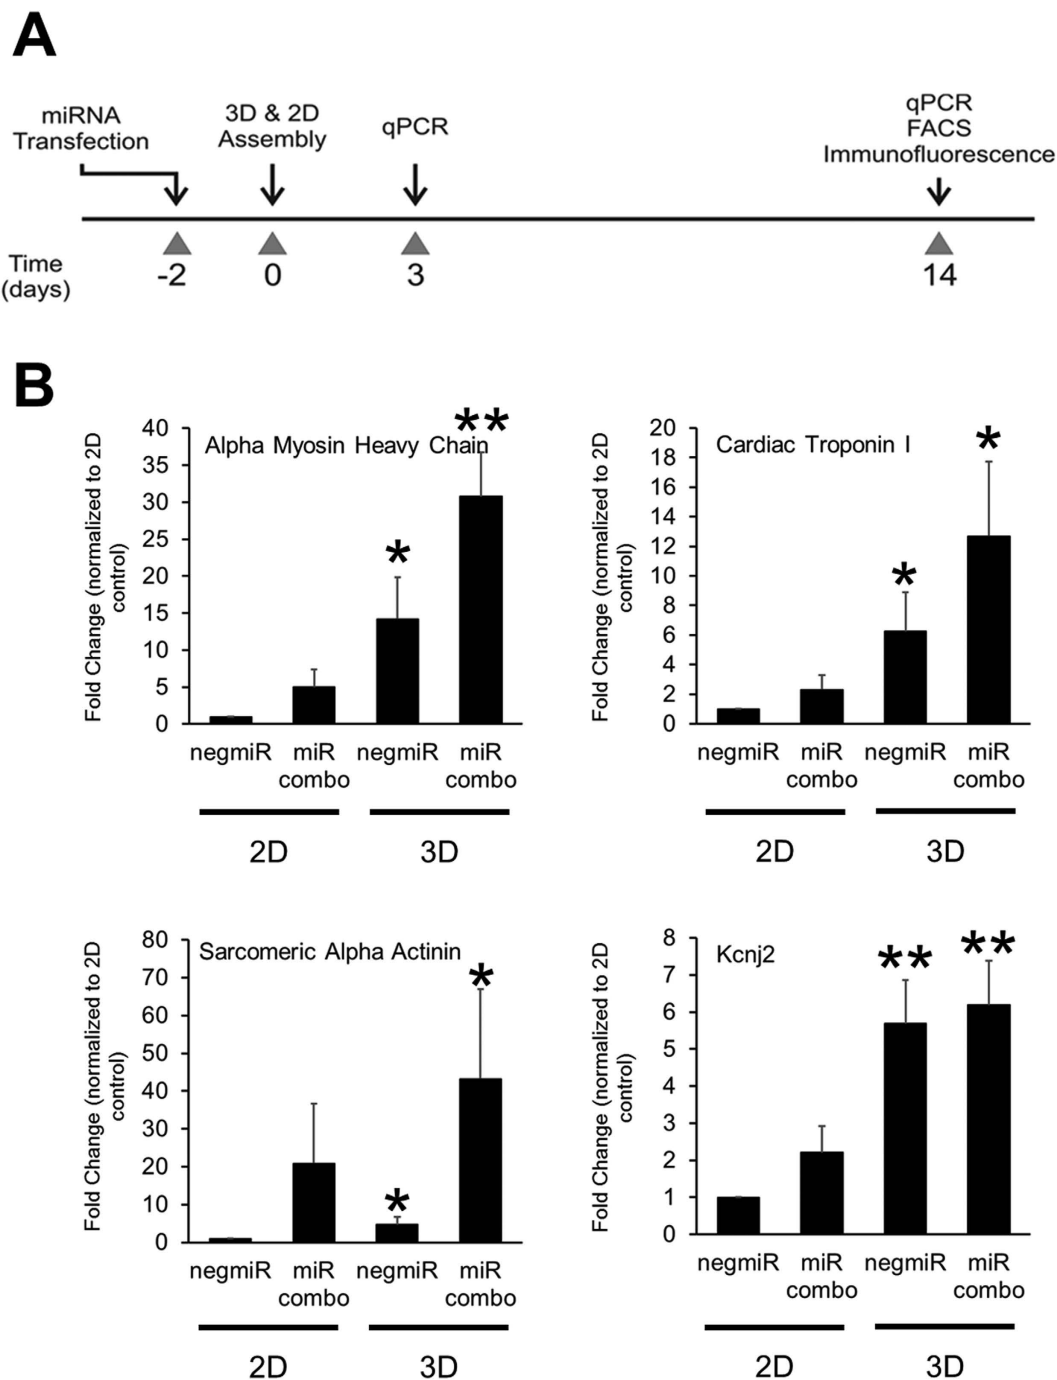 A
miRNA
Transfection
3D & 2D
Assembly
qPCR
qPCR
FACS
Immunofluorescence
Time
(days)
-2
0
3
14
B
Fold Change (normalized to 2D
control)
40
35
30
25
20
15
10
5
0
Alpha Myosin Heavy Chain
*
**
negmiR
miR
combo
negmiR
miR
combo
2D
3D
Fold Change (normalized to 2D
control)
20
18
16
14
12
10
8
6
4
2
0
Cardiac Troponin I
*
*
negmiR
miR
combo
negmiR
miR
combo
2D
3D
Fold Change (normalized to 2D
control)
80
70
60
50
40
30
20
10
0
Sarcomeric Alpha Actinin
*
*
negmiR
miR
combo
negmiR
miR
combo
2D
3D
Fold Change (normalized to 2D
control)
8
7
6
5
4
3
2
1
0
Kcnj2
**
**
negmiR
miR
combo
negmiR
miR
combo
2D
3D